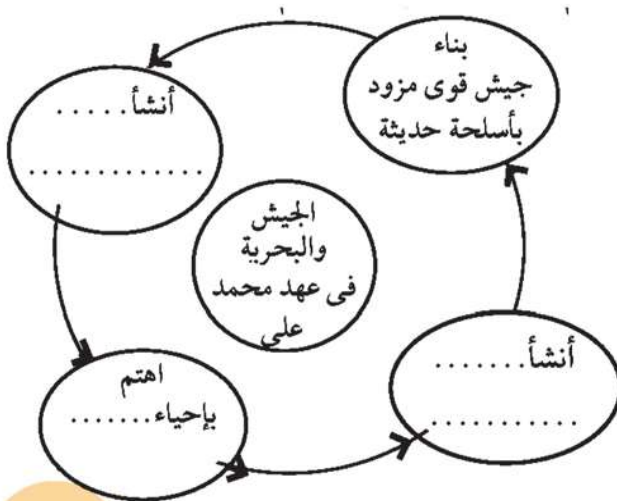 بناء
جيش قوى مزود
بأسلحة حديثة
أنشأ.....
.............
الجيش
والبحرية
فى عهد محمد
على
اهتم
بإحياء.......
أنشأ.......
...........